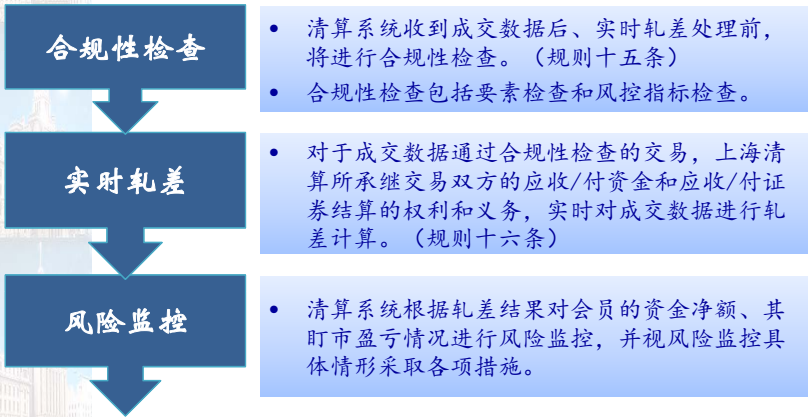 合规性检查
• 清算系统收到成交数据后、实时轧差处理前，
将进行合规性检查。（规则十五条）
• 合规性检查包括要素检查和风控指标检查。
实时轧差
• 对于成交数据通过合规性检查的交易，上海清
算所承继交易双方的应收/付资金和应收/付证
券结算的权利和义务，实时对成交数据进行轧
差计算。（规则十六条）
风险监控
• 清算系统根据轧差结果对会员的资金净额、其
盯市盈亏情况进行风险监控，并视风险监控具
体情形采取各项措施。